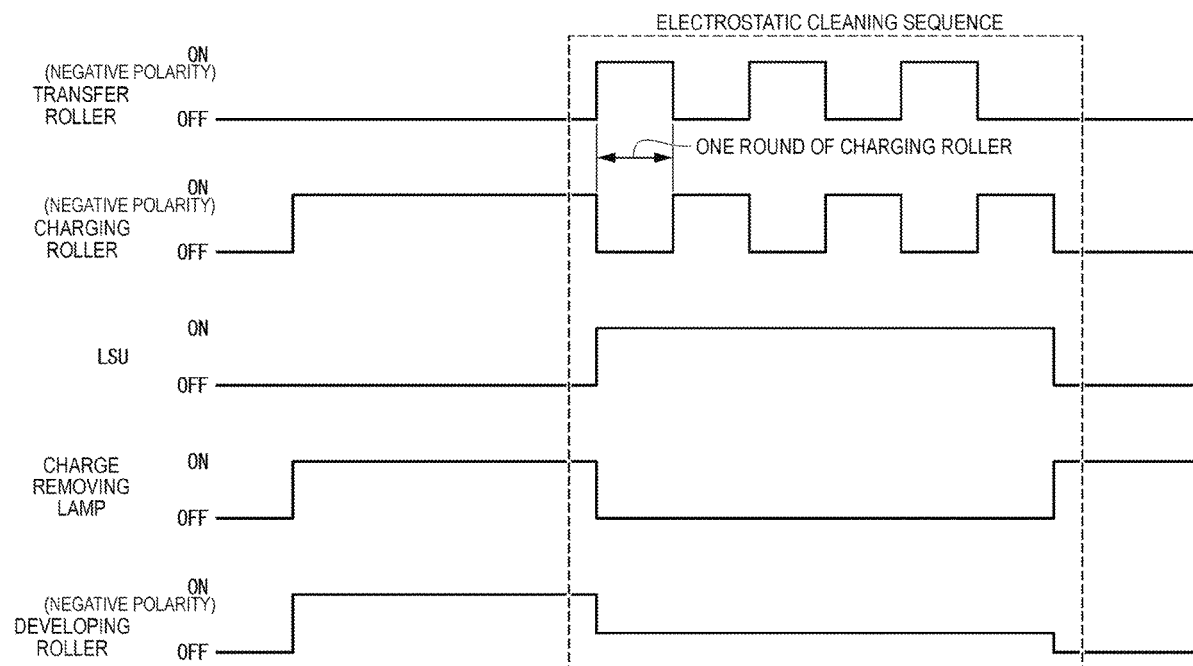 ELECTROSTATIC CLEANING SEQUENCE
ON
(NEGATIVE POLARITY)
TRANSFER
ROLLER
OFF
ONE ROUND OF CHARGING ROLLER
ON
(NEGATIVE POLARITY)
CHARGING
ROLLER
OFF
ON
LSU
OFF
ON
CHARGE
REMOVING
LAMP
OFF
ON
(NEGATIVE POLARITY)
DEVELOPING
ROLLER
OFF